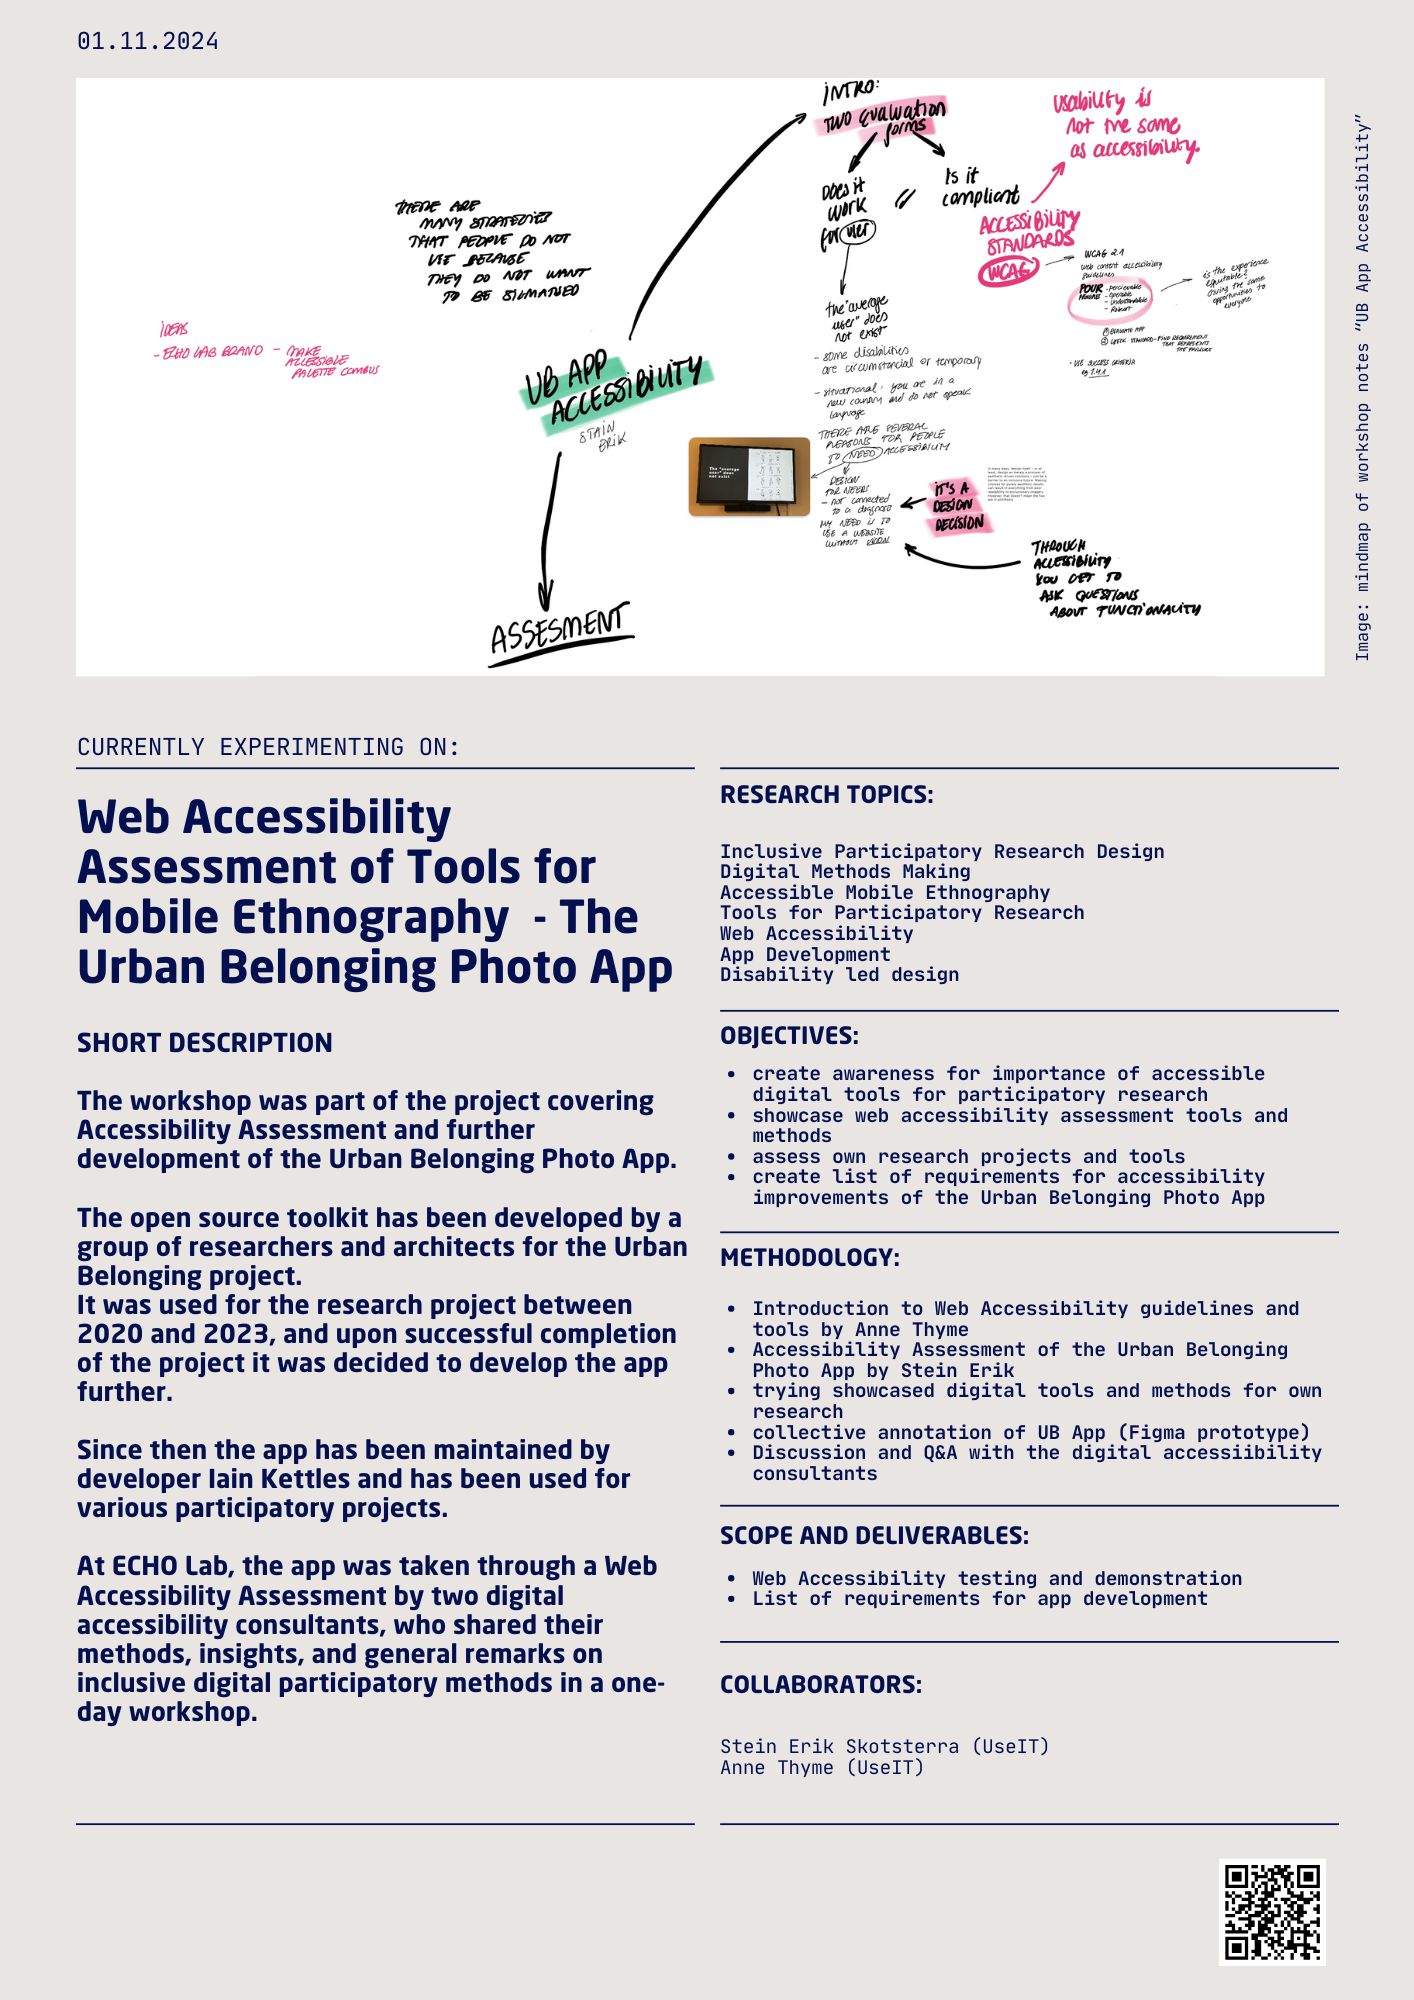 01.11.2024
INTRO:
TWO EVALUATION
forms
Usability is
not the same
as accessibility.
Does it
work
for user
//
Is it
compliant
ACCESSIBILITY
STANDARDS
WCAG
WCAG 2.1
web content accessibility
guidelines
POUR
- perceivable
- operable
- understandable
- Robust
is the experience
equitable?
giving the same
opportunities to
everyone
① EVALUATE APP
② CHECK STANDARD - FIND REQUIREMENT
THAT REPRESENTS
THE FAILURE
- USE SUCCESS CRITERIA
THERE ARE
MANY STRATEGIES
THAT PEOPLE DO NOT
USE BECAUSE
THEY DO NOT WANT
TO BE SIGMATISED
IDEAS
- ECHO LAB BRAND - MAKE
ACCESSIBLE
PALETTE COMBOS
UB APP
ACCESSIBILITY
STAIN
ERIK
the "average
user" does
not exist
- some disabilities
are circumstancial or temporary
- situational: you are in a
new country and do not speak
language
THERE ARE SEVERAL
REASONS FOR PEOPLE
TO NEED ACCESSIBILITY
The "average
user" does
not exist
DESIGN
FOR NEEDS
- not connected
to a diagnosis
MY NEED IS TO
USE A WEBSITE
WITHOUT
IT'S A
DESIGN
DECISION
THROUGH
ACCESSIBILITY
YOU GET TO
ASK QUESTIONS
ABOUT FUNCTIONALITY
ASSESMENT
Image: mindmap of workshop notes "UB App Accessibility"
CURRENTLY EXPERIMENTING ON:
Web Accessibility
Assessment of Tools for
Mobile Ethnography - The
Urban Belonging Photo App
SHORT DESCRIPTION
The workshop was part of the project covering
Accessibility Assessment and further
development of the Urban Belonging Photo App.
The open source toolkit has been developed by a
group of researchers and architects for the Urban
Belonging project.
It was used for the research project between
2020 and 2023, and upon successful completion
of the project it was decided to develop the app
further.
Since then the app has been maintained by
developer Iain Kettles and has been used for
various participatory projects.
At ECHO Lab, the app was taken through a Web
Accessibility Assessment by two digital
accessibility consultants, who shared their
methods, insights, and general remarks on
inclusive digital participatory methods in a one-
day workshop.
RESEARCH TOPICS:
Inclusive Participatory Research Design
Digital Methods Making
Accessible Mobile Ethnography
Tools for Participatory Research
Web Accessibility
App Development
Disability led design
OBJECTIVES:
• create awareness for importance of accessible
digital tools for participatory research
• showcase web accessibility assessment tools and
methods
• assess own research projects and tools
• create list of requirements for accessibility
improvements of the Urban Belonging Photo App
METHODOLOGY:
• Introduction to Web Accessibility guidelines and
tools by Anne Thyme
• Accessibility Assessment of the Urban Belonging
Photo App by Stein Erik
• trying showcased digital tools and methods for own
research
• collective annotation of UB App (Figma prototype)
• Discussion and Q&A with the digital accessiibility
consultants
SCOPE AND DELIVERABLES:
• Web Accessibility testing and demonstration
• List of requirements for app development
COLLABORATORS:
Stein Erik Skotsterra (UseIT)
Anne Thyme (UseIT)